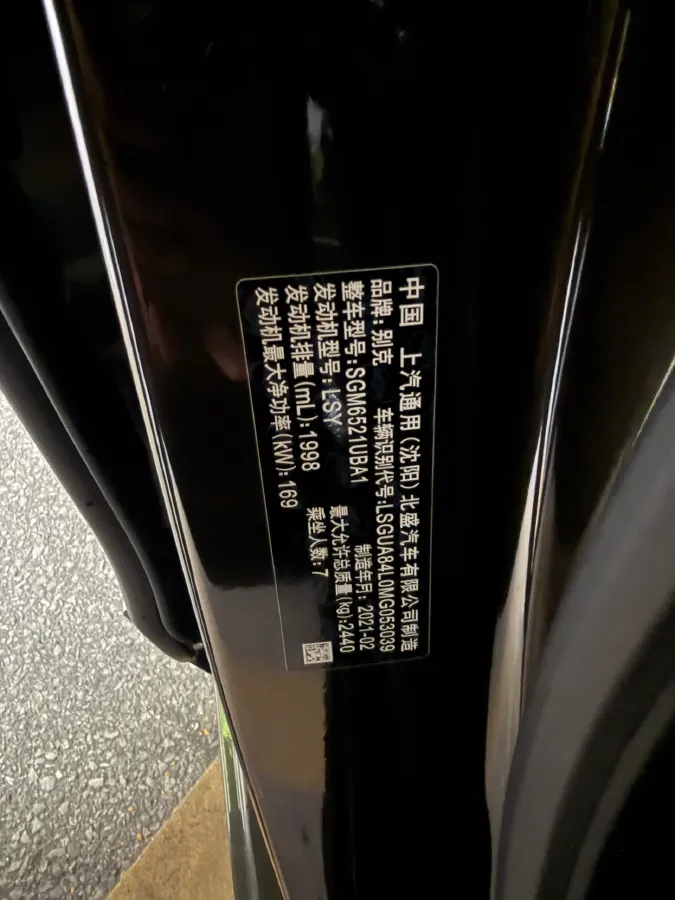 中国 上汽通用(沈阳)北盛汽车有限公司制造
品牌:别克 车辆识别代号:LSGUA84L0MG053039
整车型号:SGM6521UBA1 制造年月:2021-02
发动机型号:LSY 最大允许总质量(kg):2440
发动机排量(mL):1998 乘坐人数:7
发动机最大净功率(kW):169